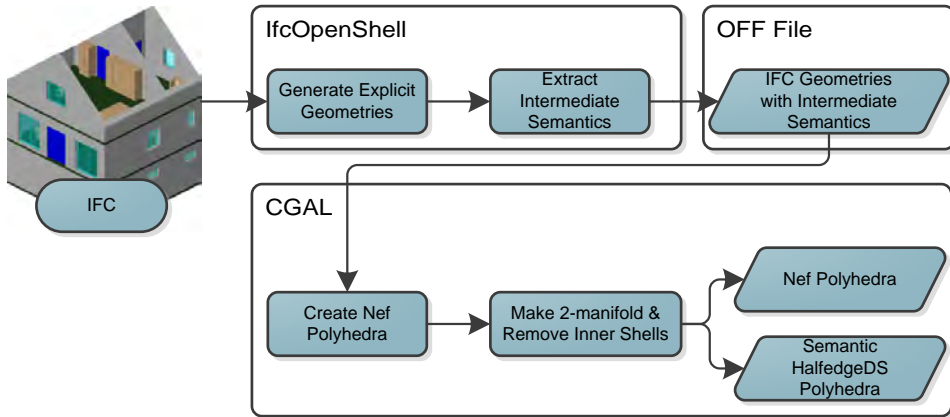 IfcOpenShell
OFF File
Generate Explicit
Geometries
Extract
Intermediate
Semantics
IFC Geometries
with Intermediate
Semantics
IFC
CGAL
Create Nef
Polyhedra
Make 2-manifold &
Remove Inner Shells
Nef Polyhedra
Semantic
HalfedgeDS
Polyhedra